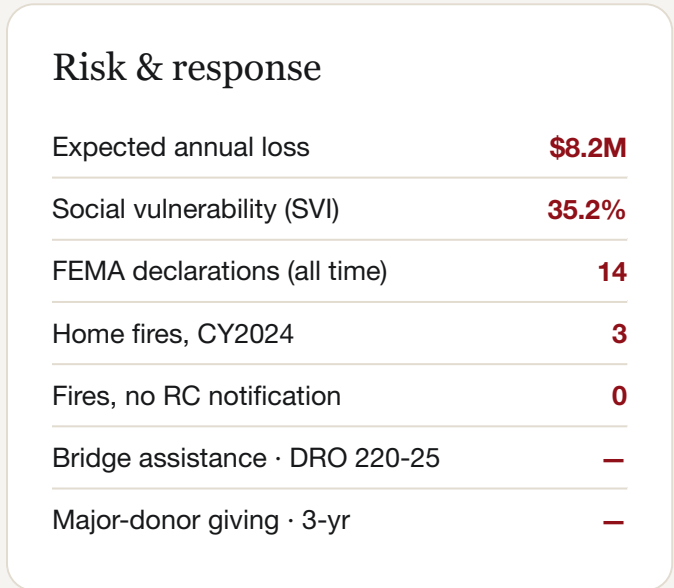 Risk & response
Expected annual loss $8.2M
Social vulnerability (SVI) 35.2%
FEMA declarations (all time) 14
Home fires, CY2024 3
Fires, no RC notification 0
Bridge assistance · DRO 220-25 –
Major-donor giving · 3-yr –